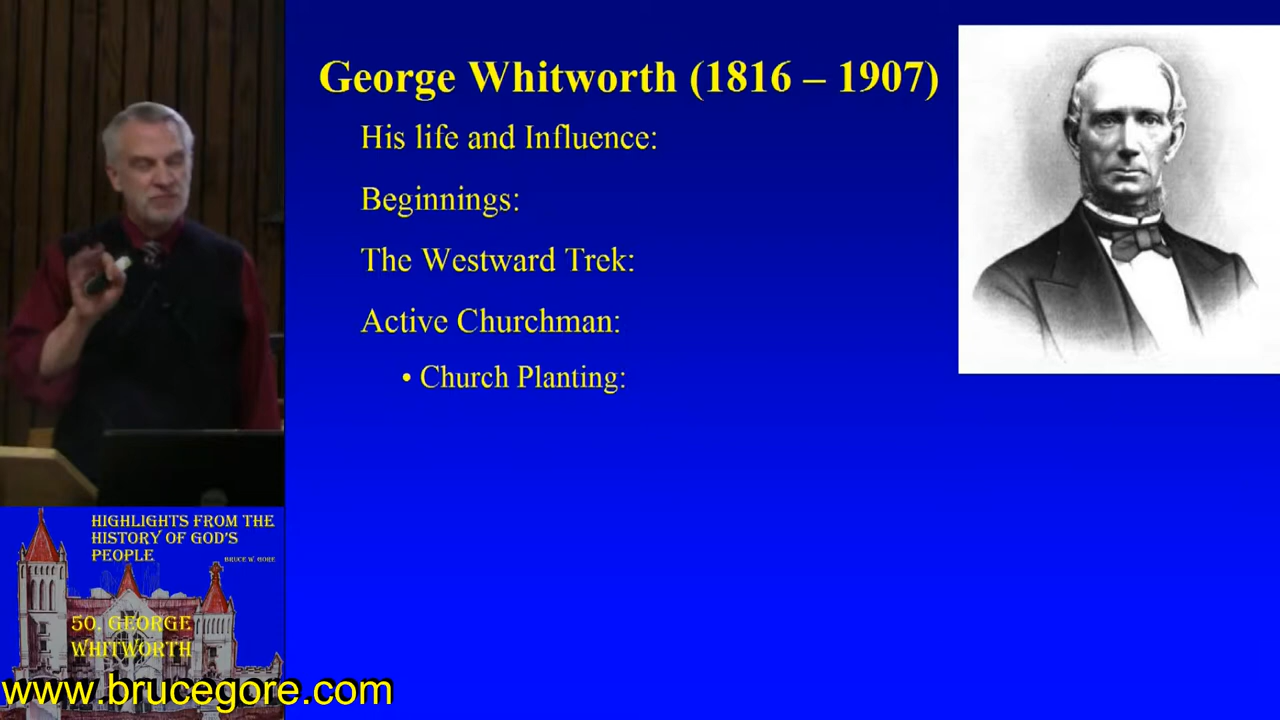 George Whitworth (1816 – 1907)
His life and Influence:
Beginnings:
The Westward Trek:
Active Churchman:
• Church Planting:
HIGHLIGHTS FROM THE
HISTORY OF GOD'S
PEOPLE
BRUCE W. GORE
50. GEORGE
WHITWORTH
www.brucegore.com